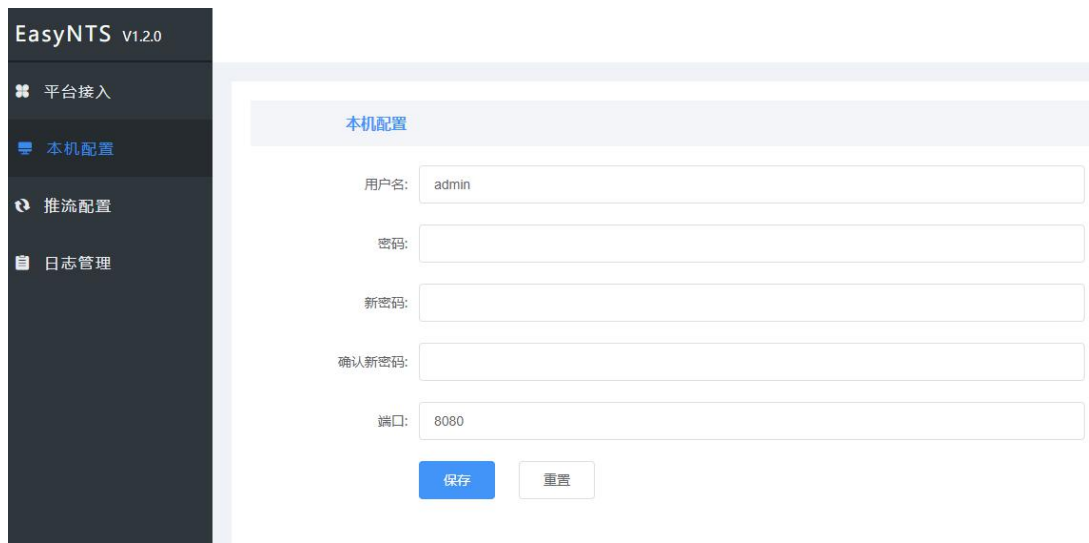 EasyNTS V1.2.0
平台接入
本机配置
推流配置
日志管理
本机配置
用户名: admin
密码:
新密码:
确认新密码:
端口: 8080
保存 重置